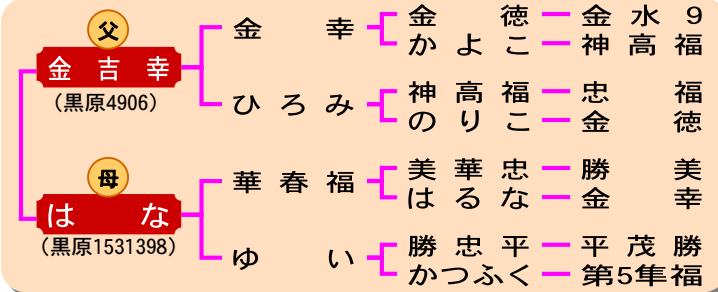 金徳 金水9
父 金幸
かよこ 神高福
金吉幸
(黒原4906)
神高福 忠福
ひろみ
のりこ 金徳
美華忠 勝美
母 華春福
はるな 金幸
はな
(黒原1531398)
勝忠平 平茂勝
ゆい
かつふく 第5隼福